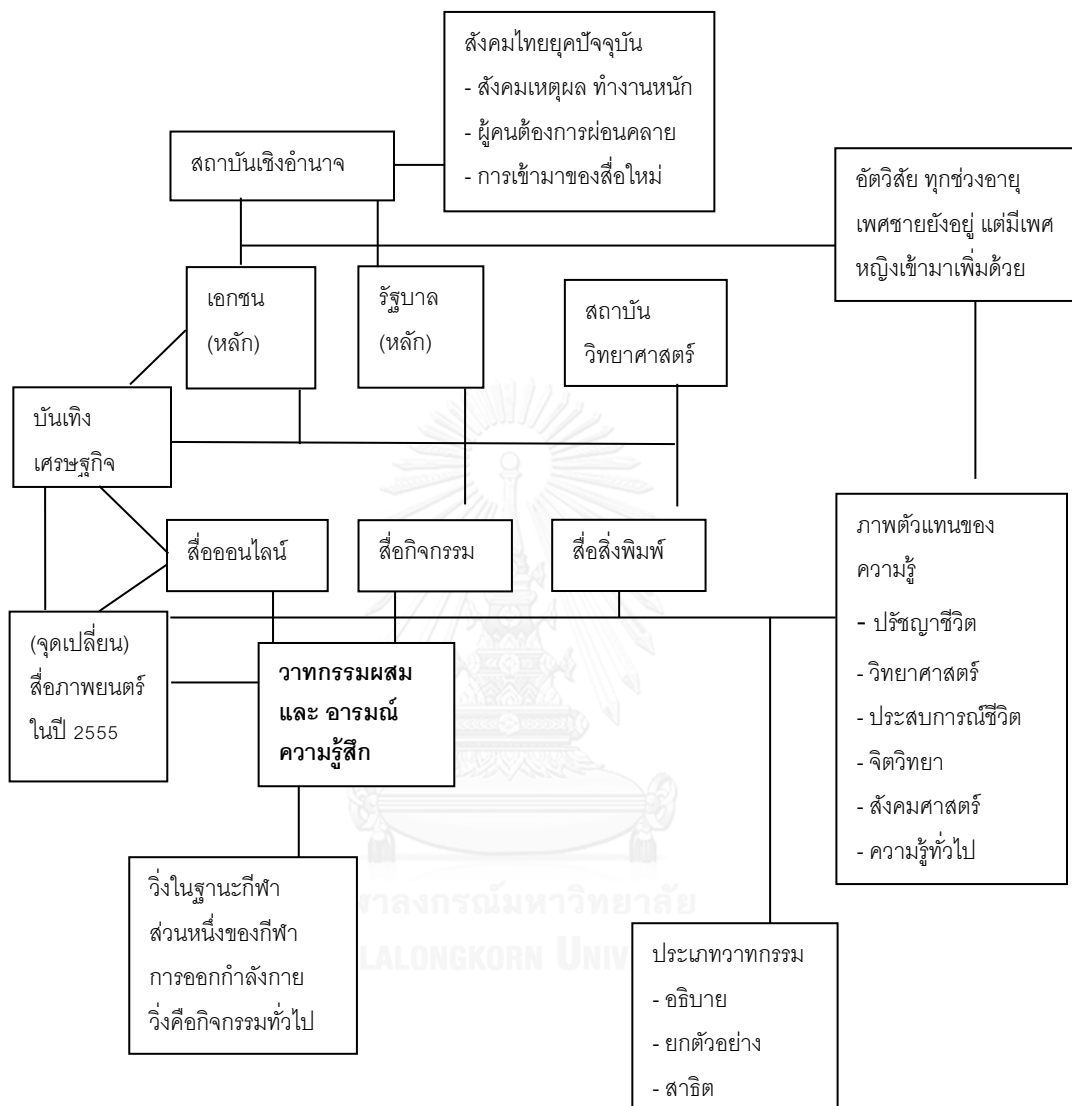 สังคมไทยยุคปัจจุบัน
- สังคมเหตุผล ทำงานหนัก
- ผู้คนต้องการผ่อนคลาย
- การเข้ามาของสื่อใหม่
สถาบันเชิงอำนาจ
อัตวิสัย ทุกช่วงอายุ
เพศชายยังอยู่ แต่มีเพศ
หญิงเข้ามาเพิ่มด้วย
เอกชน
(หลัก)
รัฐบาล
(หลัก)
สถาบัน
วิทยาศาสตร์
บันเทิง
เศรษฐกิจ
สื่อออนไลน์
สื่อกิจกรรม
สื่อสิ่งพิมพ์
ภาพตัวแทนของ
ความรู้
- ปรัชญาชีวิต
- วิทยาศาสตร์
- ประสบการณ์ชีวิต
- จิตวิทยา
- สังคมศาสตร์
- ความรู้ทั่วไป
(จุดเปลี่ยน)
สื่อภาพยนตร์
ในปี 2555
วาทกรรมผสม
และ อารมณ์
ความรู้สึก
วิ่งในฐานะกีฬา
ส่วนหนึ่งของกีฬา
การออกกำลังกาย
วิ่งคือกิจกรรมทั่วไป
าลงกรณ์มหาวิทยาลัย
LALONGKORN UNIV
ประเภทวาทกรรม
- อธิบาย
- ยกตัวอย่าง
- สาธิต